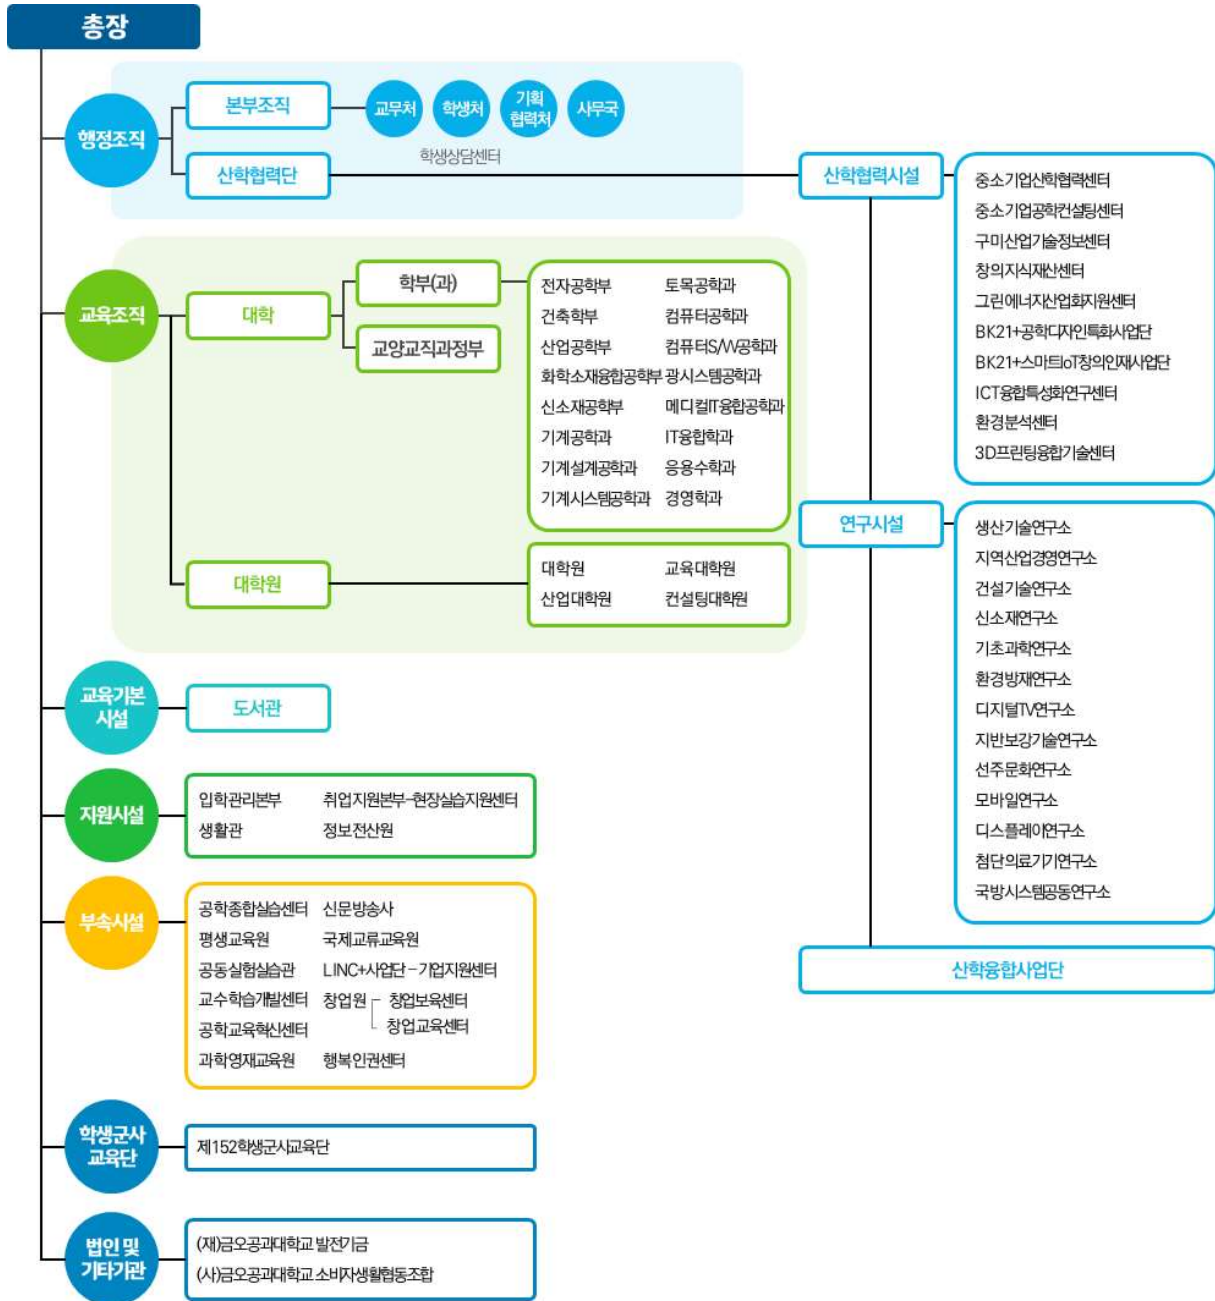 총장
행정조직
본부조직
교무처
학생처
기획
협력처
사무국
학생상담센터
산학협력단
산학협력시설
중소기업산학협력센터
중소기업공학컨설팅센터
구미산업기술정보센터
창의지식재산센터
그린에너지산업화지원센터
BK21+공학디자인특화사업단
BK21+스마트IoT창의인재사업단
ICT융합특성화연구센터
환경분석센터
3D프린팅융합기술센터
교육조직
대학
학부(과)
교양교직과정부
전자공학부 토목공학과
건축학부 컴퓨터공학과
산업공학부 컴퓨터S/W공학과
화학소재융합공학부 광시스템공학과
신소재공학부 메디컬IT융합공학과
기계공학과 IT융합학과
기계설계공학과 응용수학과
기계시스템공학과 경영학과
대학원
대학원 교육대학원
산업대학원 컨설팅대학원
연구시설
생산기술연구소
지역산업경영연구소
건설기술연구소
신소재연구소
기초과학연구소
환경방재연구소
디지털TV연구소
지반보강기술연구소
선주문화연구소
모바일연구소
디스플레이연구소
첨단의료기기연구소
국방시스템공동연구소
산학융합사업단
교육기본
시설
도서관
지원시설
입학관리본부 취업지원본부-현장실습지원센터
생활관 정보전산원
부속시설
공학종합실습센터 신문방송사
평생교육원 국제교류교육원
공동실험실습관 LINC+사업단 - 기업지원센터
교수학습개발센터 창업원 창업보육센터
공학교육혁신센터 창업교육센터
과학영재교육원 행복인권센터
학생군사
교육단
제152학생군사교육단
법인 및
기타기관
(재)금오공과대학교 발전기금
(사)금오공과대학교 소비자생활협동조합